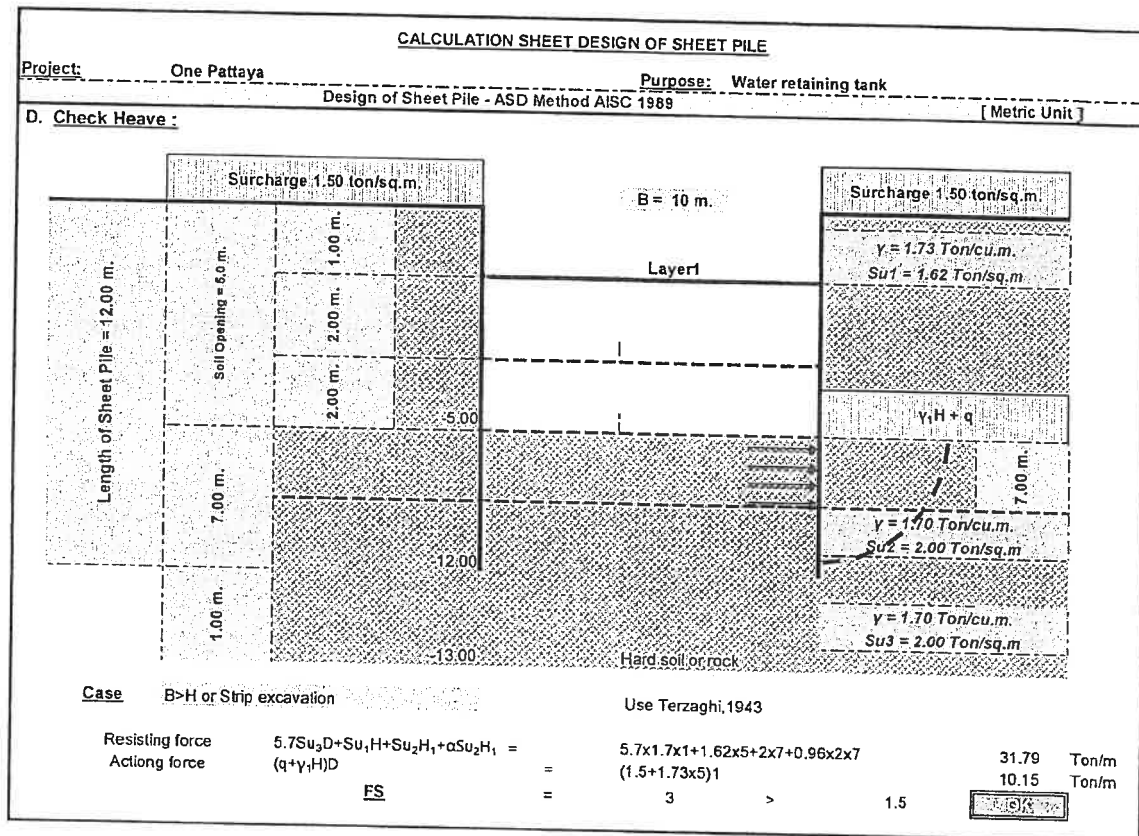 CALCULATION SHEET DESIGN OF SHEET PILE
Project: One Pattaya Purpose: Water retaining tank
Design of Sheet Pile - ASD Method AISC 1989 [ Metric Unit ]
D. Check Heave :
Surcharge 1.50 ton/sq.m.
B = 10 m.
Surcharge 1.50 ton/sq.m.
Length of Sheet Pile = 12.00 m.
Soil Opening = 5.0 m.
1.00 m.
2.00 m.
2.00 m.
7.00 m.
1.00 m.
Layer1
-5.00
-12.00
-13.00
Hard soil or rock
γ = 1.73 Ton/cu.m.
Su1 = 1.62 Ton/sq.m
γ₁H + q
7.00 m.
γ = 1.70 Ton/cu.m.
Su2 = 2.00 Ton/sq.m
γ = 1.70 Ton/cu.m.
Su3 = 2.00 Ton/sq.m
Case B>H or Strip excavation Use Terzaghi,1943
Resisting force 5.7Su₃D+Su₁H+Su₂H₁+αSu₂H₁ = 5.7x1.7x1+1.62x5+2x7+0.96x2x7 31.79 Ton/m
Actiong force (q+γ₁H)D = (1.5+1.73x5)1 10.15 Ton/m
FS = 3 > 1.5 OK